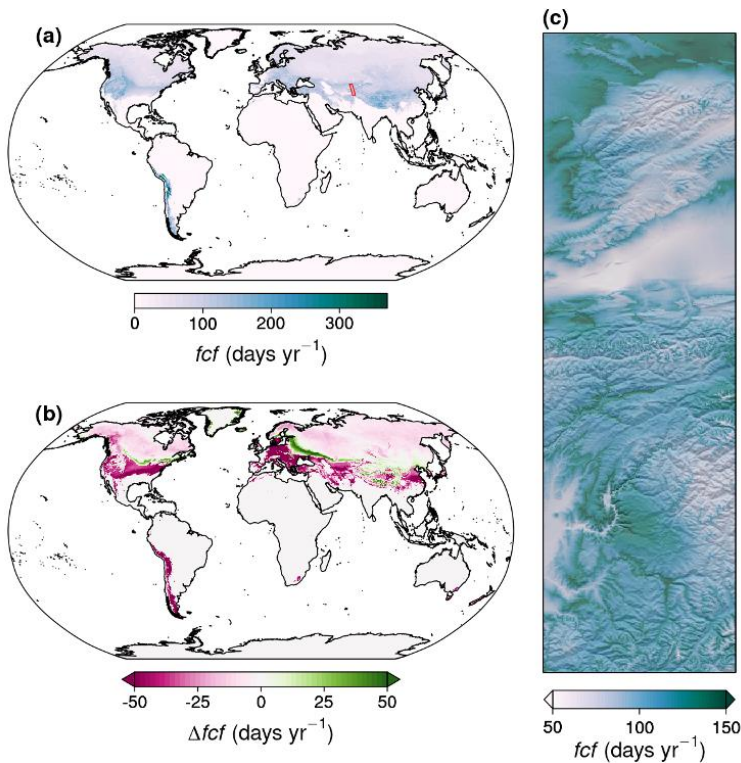 (a)
0 100 200 300
fcf (days yr⁻¹)
(b)
-50 -25 0 25 50
Δfcf (days yr⁻¹)
(c)
50 100 150
fcf (days yr⁻¹)